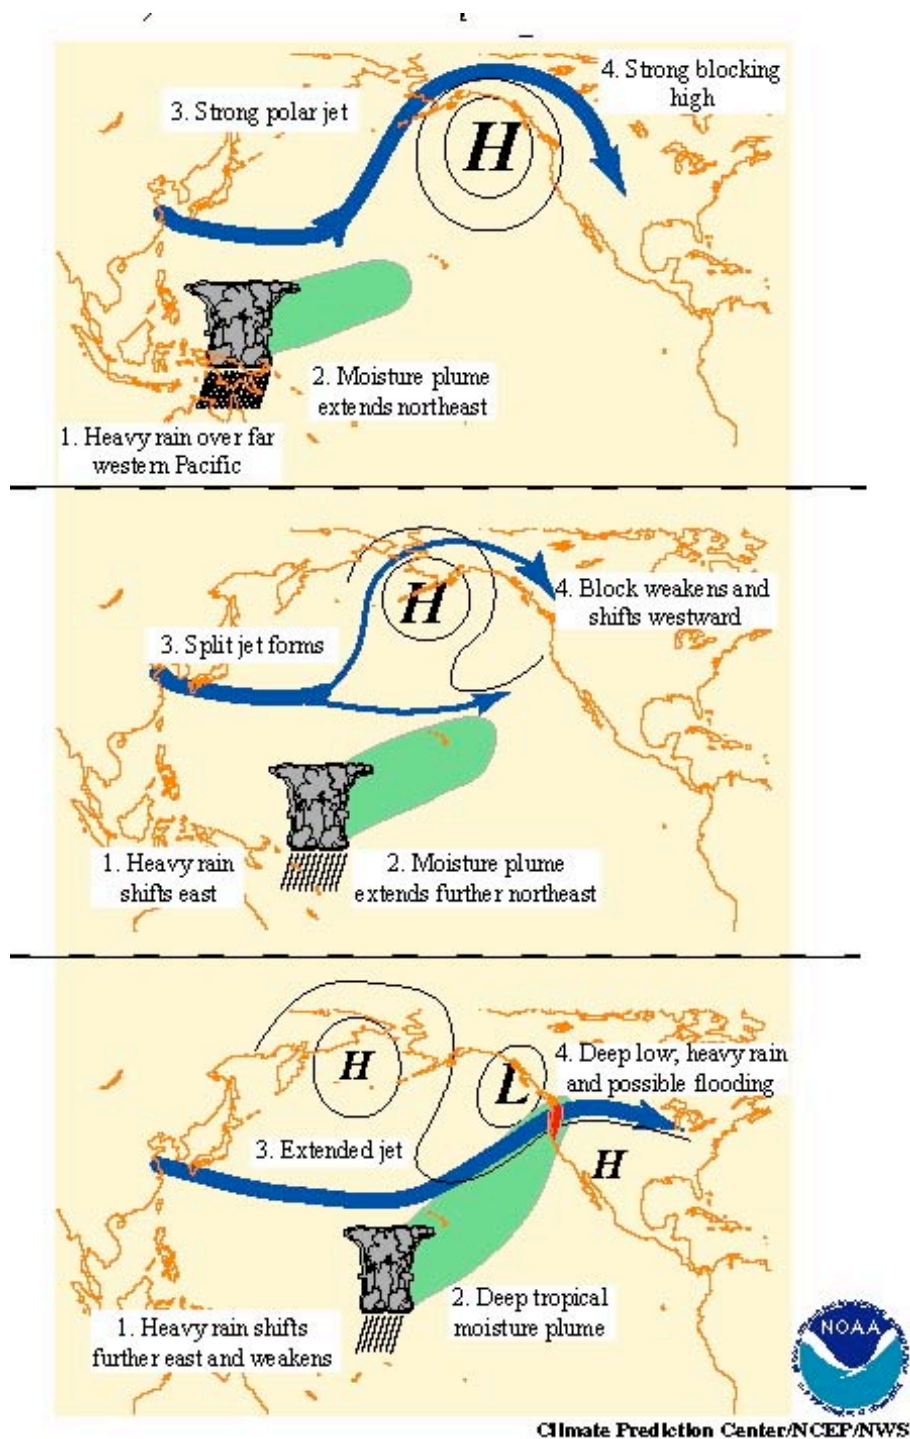 3. Strong polar jet
4. Strong blocking
high
H
2. Moisture plume
extends northeast
1. Heavy rain over far
western Pacific
H
4. Block weakens and
shifts westward
3. Split jet forms
1. Heavy rain
shifts east
2. Moisture plume
extends further northeast
H
L
4. Deep low, heavy rain
and possible flooding
3. Extended jet
H
2. Deep tropical
moisture plume
1. Heavy rain shifts
further east and weakens
NOAA
Climate Prediction Center/NCEP/NWS